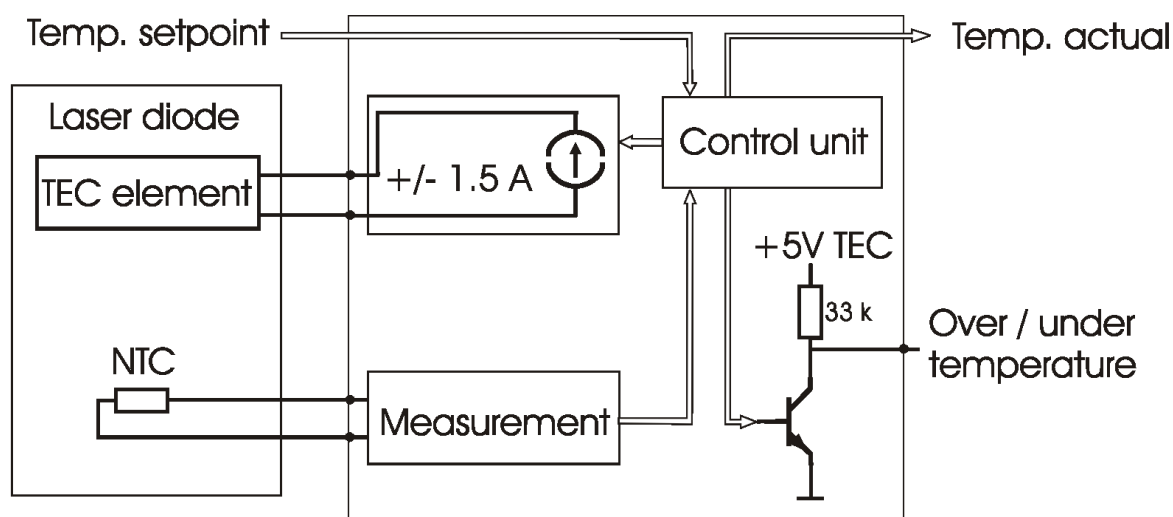 Temp. setpoint
Temp. actual
Laser diode
TEC element
+/- 1.5 A
Control unit
+5V TEC
33 k
Over / under
temperature
NTC
Measurement